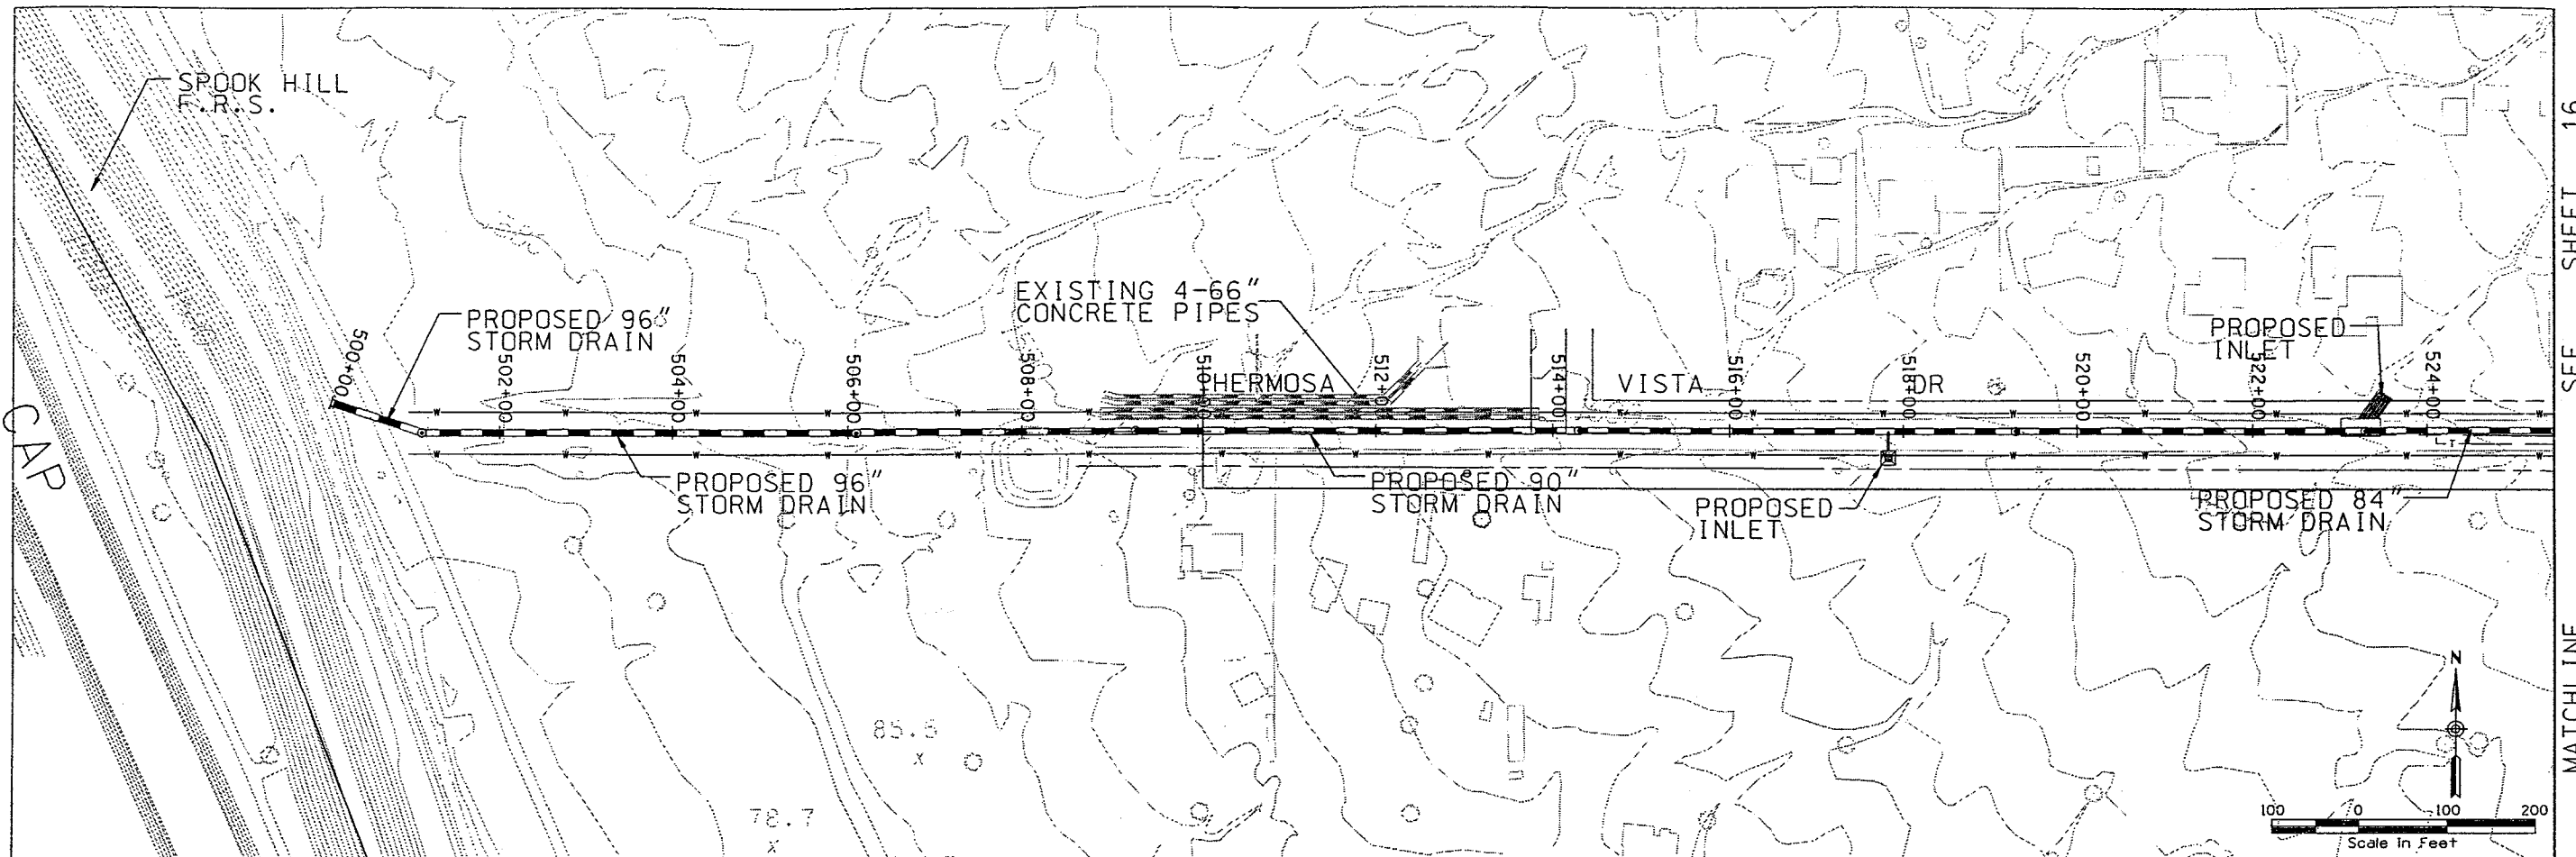 SPOOK HILL
F.R.S.
CAP
500+00
PROPOSED 96"
STORM DRAIN
502+00
504+00
506+00
508+00
PROPOSED 96"
STORM DRAIN
EXISTING 4-66"
CONCRETE PIPES
510+00
HERMOSA
512+00
514+00
VISTA
516+00
518+00
DR
520+00
522+00
524+00
PROPOSED
INLET
PROPOSED 90"
STORM DRAIN
PROPOSED
INLET
PROPOSED 84"
STORM DRAIN
W W W W W W W W W W W W W W W
W W W W W W W W W W W W W W W W W
T
78.7
X
N
100 0 100 200
Scale In Feet
MATCHLINE SEE SHEET 16